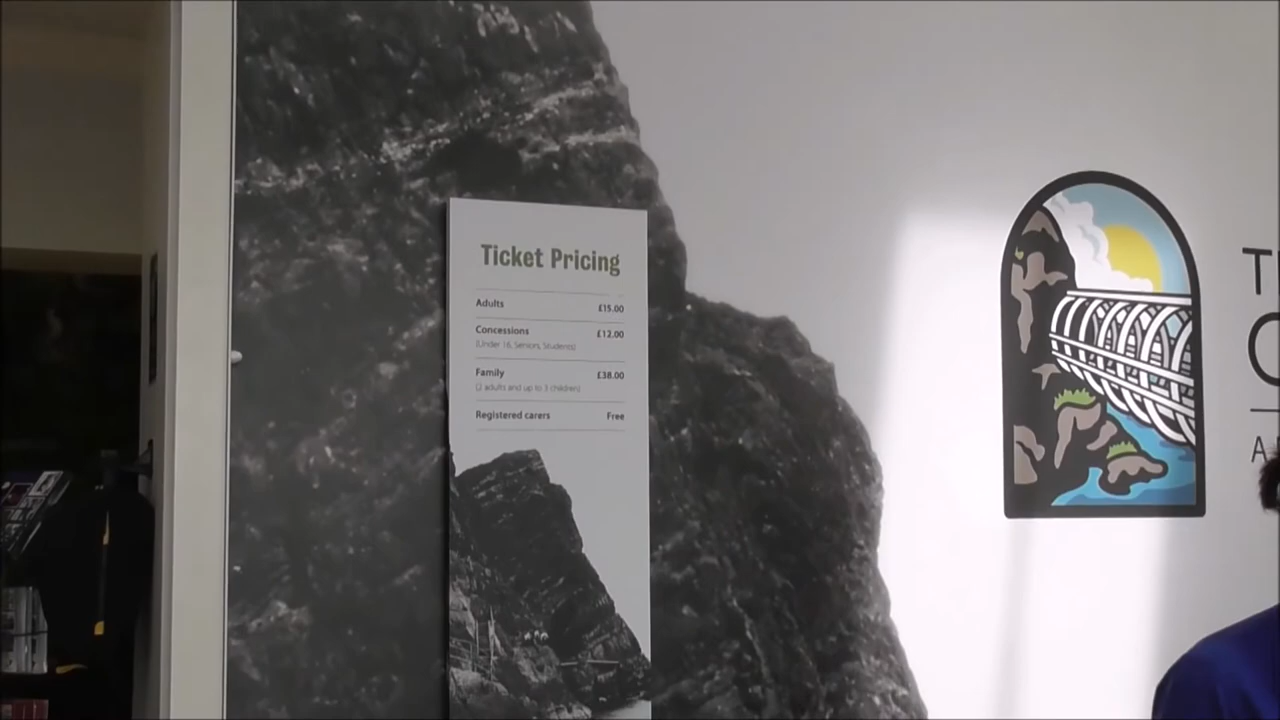 Ticket Pricing
Adults £15.00
Concessions £12.00
(Under 16, Seniors, Students)
Family £38.00
(2 adults and up to 3 children)
Registered carers Free